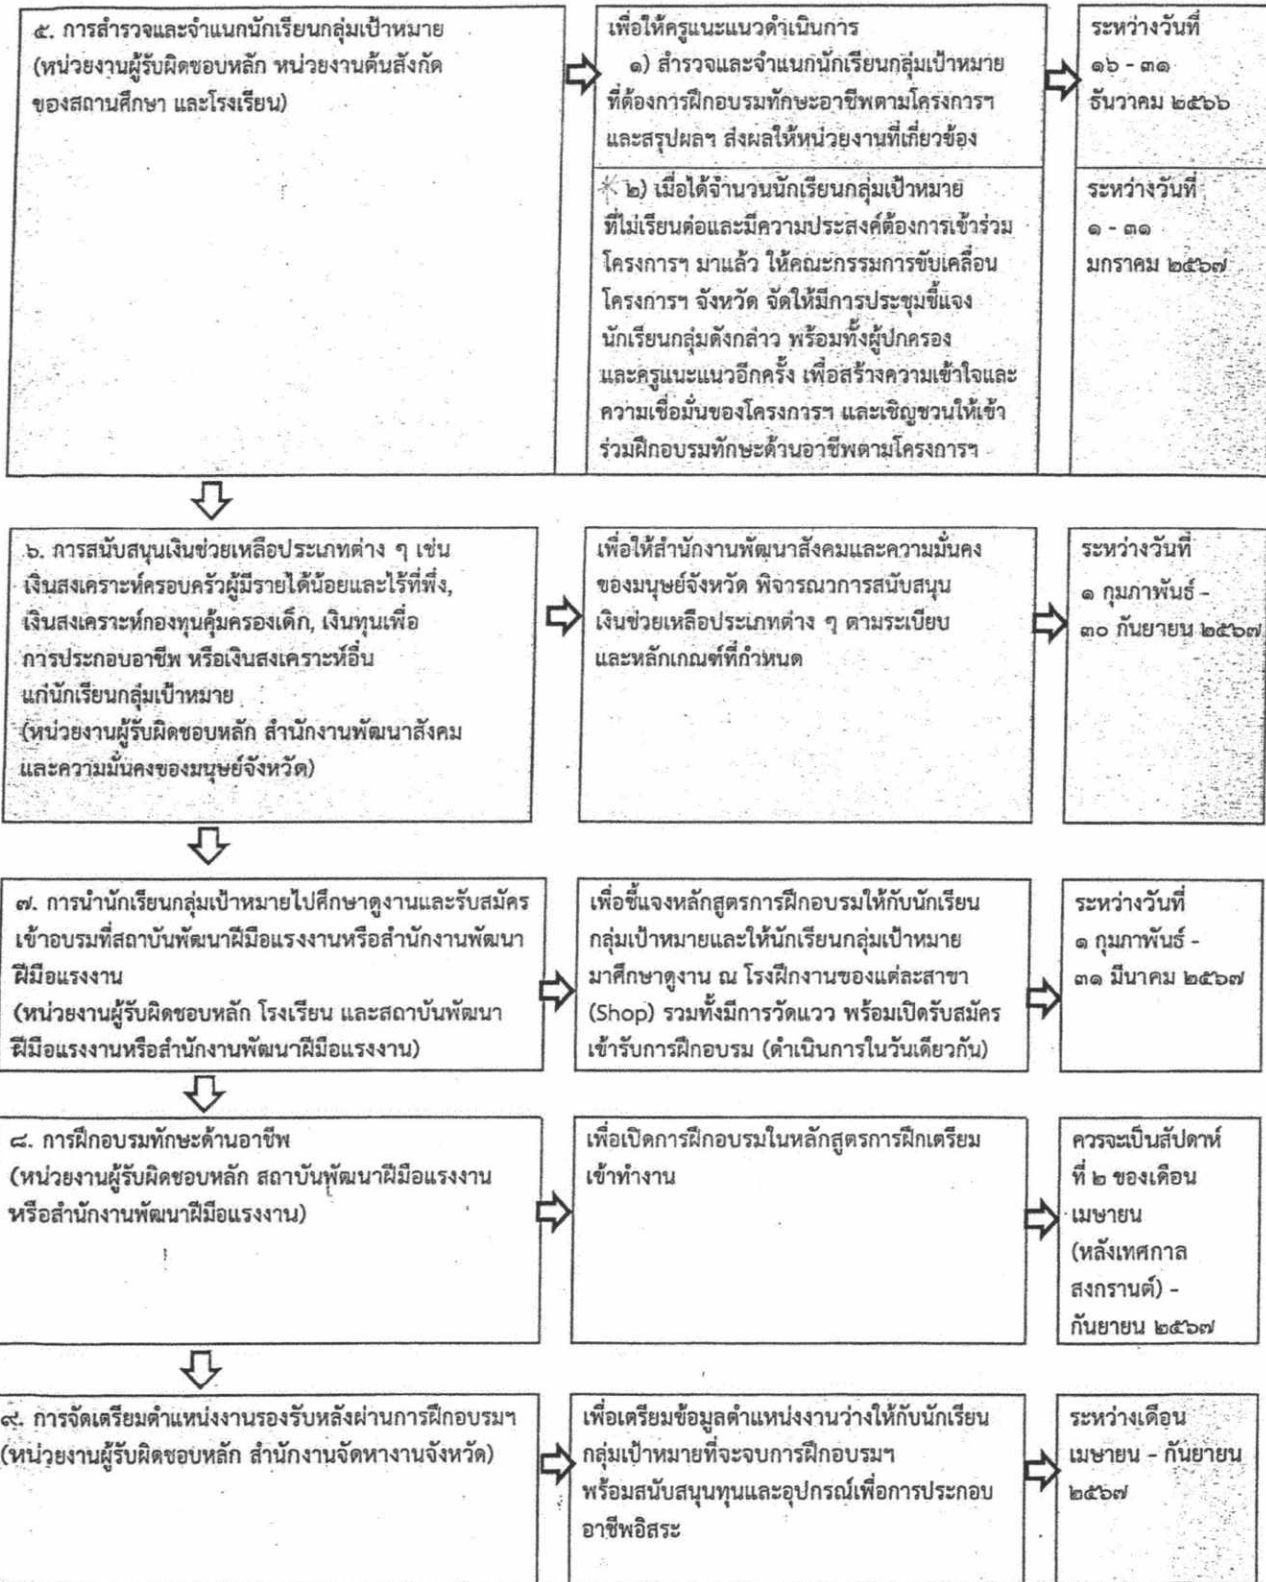 ๕. การสำรวจและจำแนกนักเรียนกลุ่มเป้าหมาย
(หน่วยงานผู้รับผิดชอบหลัก หน่วยงานต้นสังกัด
ของสถานศึกษา และโรงเรียน)
เพื่อให้ครูแนะแนวดำเนินการ
๑) สำรวจและจำแนกนักเรียนกลุ่มเป้าหมาย
ที่ต้องการฝึกอบรมทักษะอาชีพตามโครงการฯ
และสรุปผลฯ ส่งผลให้หน่วยงานที่เกี่ยวข้อง
ระหว่างวันที่
๑๖ - ๓๑
ธันวาคม ๒๕๖๖
* ๒) เมื่อได้จำนวนนักเรียนกลุ่มเป้าหมาย
ที่ไม่เรียนต่อและมีความประสงค์ต้องการเข้าร่วม
โครงการฯ มาแล้ว ให้คณะกรรมการขับเคลื่อน
โครงการฯ จังหวัด จัดให้มีการประชุมชี้แจง
นักเรียนกลุ่มดังกล่าว พร้อมทั้งผู้ปกครอง
และครูแนะแนวอีกครั้ง เพื่อสร้างความเข้าใจและ
ความเชื่อมั่นของโครงการฯ และเชิญชวนให้เข้า
ร่วมฝึกอบรมทักษะด้านอาชีพตามโครงการฯ
ระหว่างวันที่
๑ - ๓๑
มกราคม ๒๕๖๗
๖. การสนับสนุนเงินช่วยเหลือประเภทต่าง ๆ เช่น
เงินสงเคราะห์ครอบครัวผู้มีรายได้น้อยและไร้ที่พึ่ง,
เงินสงเคราะห์กองทุนคุ้มครองเด็ก, เงินทุนเพื่อ
การประกอบอาชีพ หรือเงินสงเคราะห์อื่น
แก่นักเรียนกลุ่มเป้าหมาย
(หน่วยงานผู้รับผิดชอบหลัก สำนักงานพัฒนาสังคม
และความมั่นคงของมนุษย์จังหวัด)
เพื่อให้สำนักงานพัฒนาสังคมและความมั่นคง
ของมนุษย์จังหวัด พิจารณาการสนับสนุน
เงินช่วยเหลือประเภทต่าง ๆ ตามระเบียบ
และหลักเกณฑ์ที่กำหนด
ระหว่างวันที่
๑ กุมภาพันธ์ -
๓๐ กันยายน ๒๕๖๗
๗. การนำนักเรียนกลุ่มเป้าหมายไปศึกษาดูงานและรับสมัคร
เข้าอบรมที่สถาบันพัฒนาฝีมือแรงงานหรือสำนักงานพัฒนา
ฝีมือแรงงาน
(หน่วยงานผู้รับผิดชอบหลัก โรงเรียน และสถาบันพัฒนา
ฝีมือแรงงานหรือสำนักงานพัฒนาฝีมือแรงงาน)
เพื่อชี้แจงหลักสูตรการฝึกอบรมให้กับนักเรียน
กลุ่มเป้าหมายและให้นักเรียนกลุ่มเป้าหมาย
มาศึกษาดูงาน ณ โรงฝึกงานของแต่ละสาขา
(Shop) รวมทั้งมีการวัดแวว พร้อมเปิดรับสมัคร
เข้ารับการฝึกอบรม (ดำเนินการในวันเดียวกัน)
ระหว่างวันที่
๑ กุมภาพันธ์ -
๓๑ มีนาคม ๒๕๖๗
๘. การฝึกอบรมทักษะด้านอาชีพ
(หน่วยงานผู้รับผิดชอบหลัก สถาบันพัฒนาฝีมือแรงงาน
หรือสำนักงานพัฒนาฝีมือแรงงาน)
เพื่อเปิดการฝึกอบรมในหลักสูตรการฝึกเตรียม
เข้าทำงาน
ควรจะเป็นสัปดาห์
ที่ ๒ ของเดือน
เมษายน
(หลังเทศกาล
สงกรานต์) -
กันยายน ๒๕๖๗
๙. การจัดเตรียมตำแหน่งงานรองรับหลังผ่านการฝึกอบรมฯ
(หน่วยงานผู้รับผิดชอบหลัก สำนักงานจัดหางานจังหวัด)
เพื่อเตรียมข้อมูลตำแหน่งงานว่างให้กับนักเรียน
กลุ่มเป้าหมายที่จะจบการฝึกอบรมฯ
พร้อมสนับสนุนทุนและอุปกรณ์เพื่อการประกอบ
อาชีพอิสระ
ระหว่างเดือน
เมษายน - กันยายน
๒๕๖๗